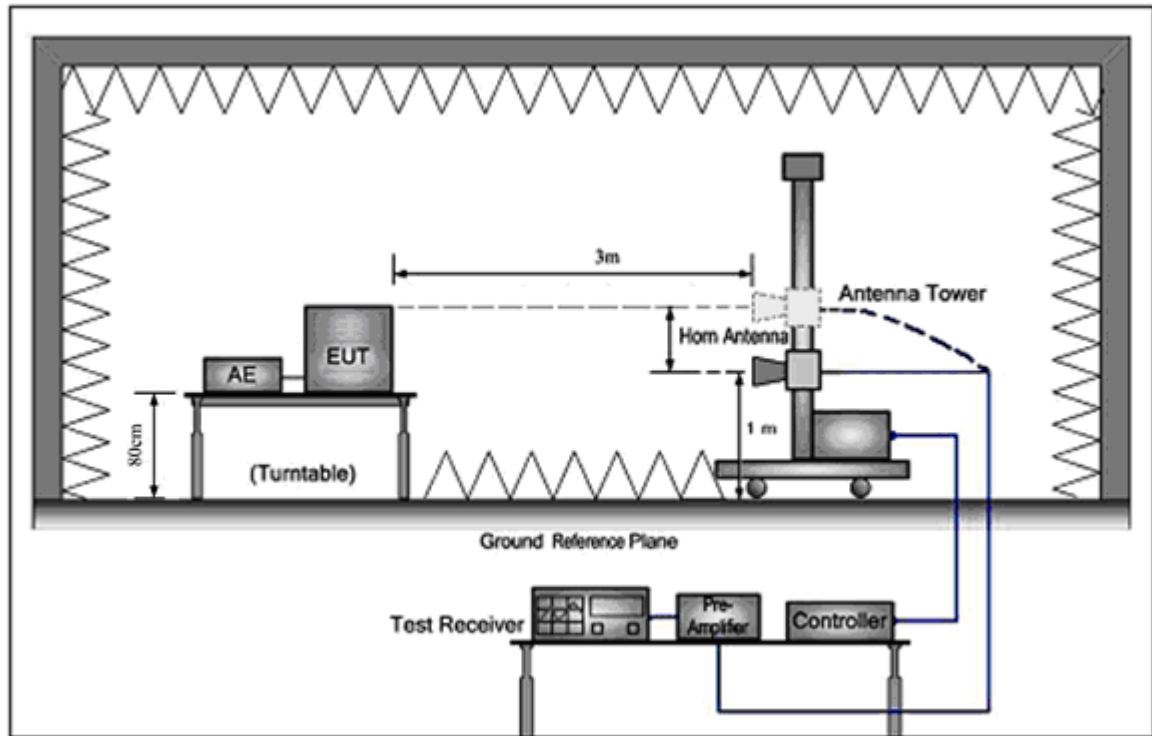 3m
Antenna Tower
Horn Antenna
EUT
AE
1 m
80cm
(Turntable)
Ground Reference Plane
Test Receiver
Pre-
Amplifier
Controller